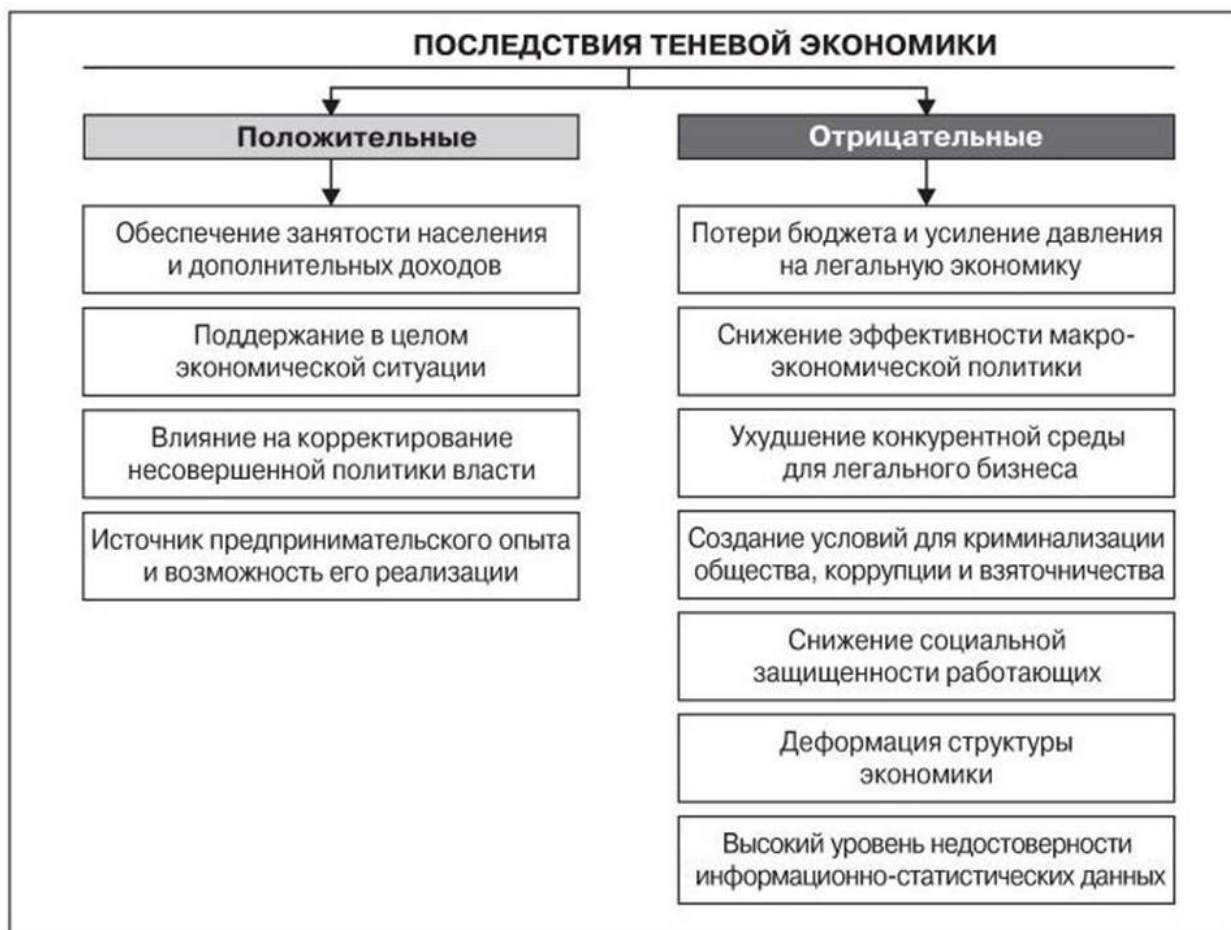 ПОСЛЕДСТВИЯ ТЕНЕВОЙ ЭКОНОМИКИ
Положительные
Обеспечение занятости населения
и дополнительных доходов
Поддержание в целом
экономической ситуации
Влияние на корректирование
несовершенной политики власти
Источник предпринимательского опыта
и возможность его реализации
Отрицательные
Потери бюджета и усиление давления
на легальную экономику
Снижение эффективности макро-
экономической политики
Ухудшение конкурентной среды
для легального бизнеса
Создание условий для криминализации
общества, коррупции и взяточничества
Снижение социальной
защищенности работающих
Деформация структуры
экономики
Высокий уровень недостоверности
информационно-статистических данных